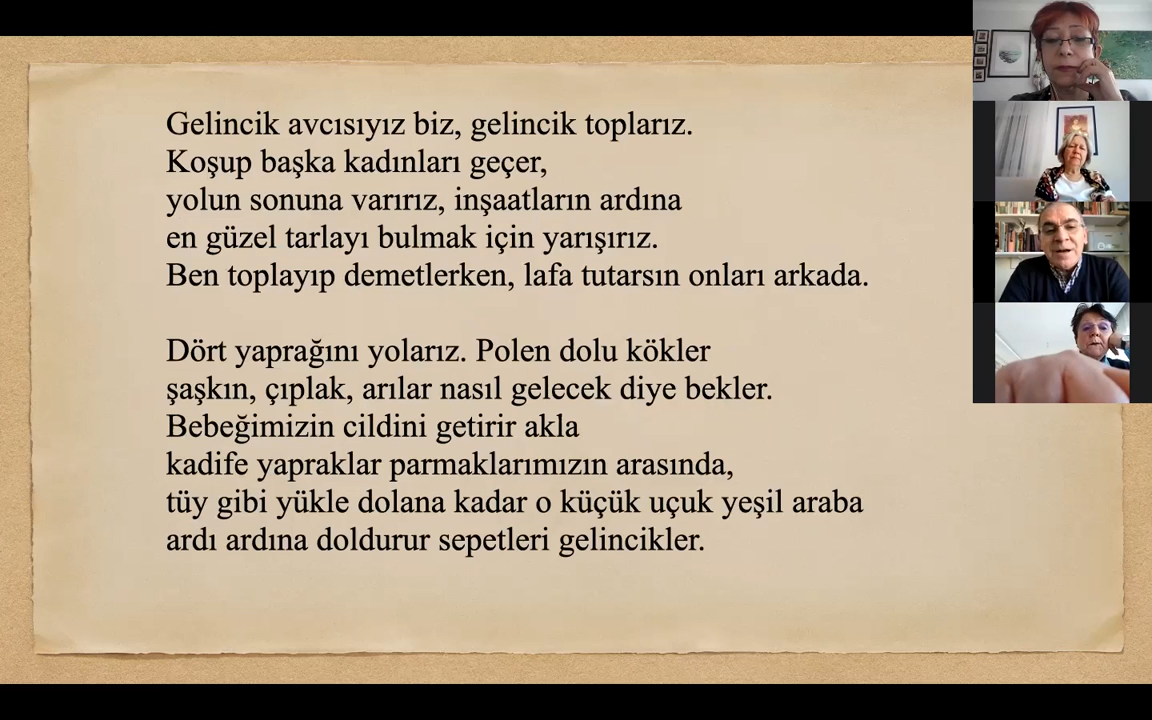 Gelincik avcısıyız biz, gelincik toplarız.
Koşup başka kadınları geçer,
yolun sonuna varırız, inşaatların ardına
en güzel tarlayı bulmak için yarışırız.
Ben toplayıp demetlerken, lafa tutarsın onları arkada.
Dört yaprağını yolarız. Polen dolu kökler
şaşkın, çıplak, arılar nasıl gelecek diye bekler.
Bebeğimizin cildini getirir akla
kadife yapraklar parmaklarımızın arasında,
tüy gibi yükle dolana kadar o küçük uçuk yeşil araba
ardı ardına doldurur sepetleri gelincikler.